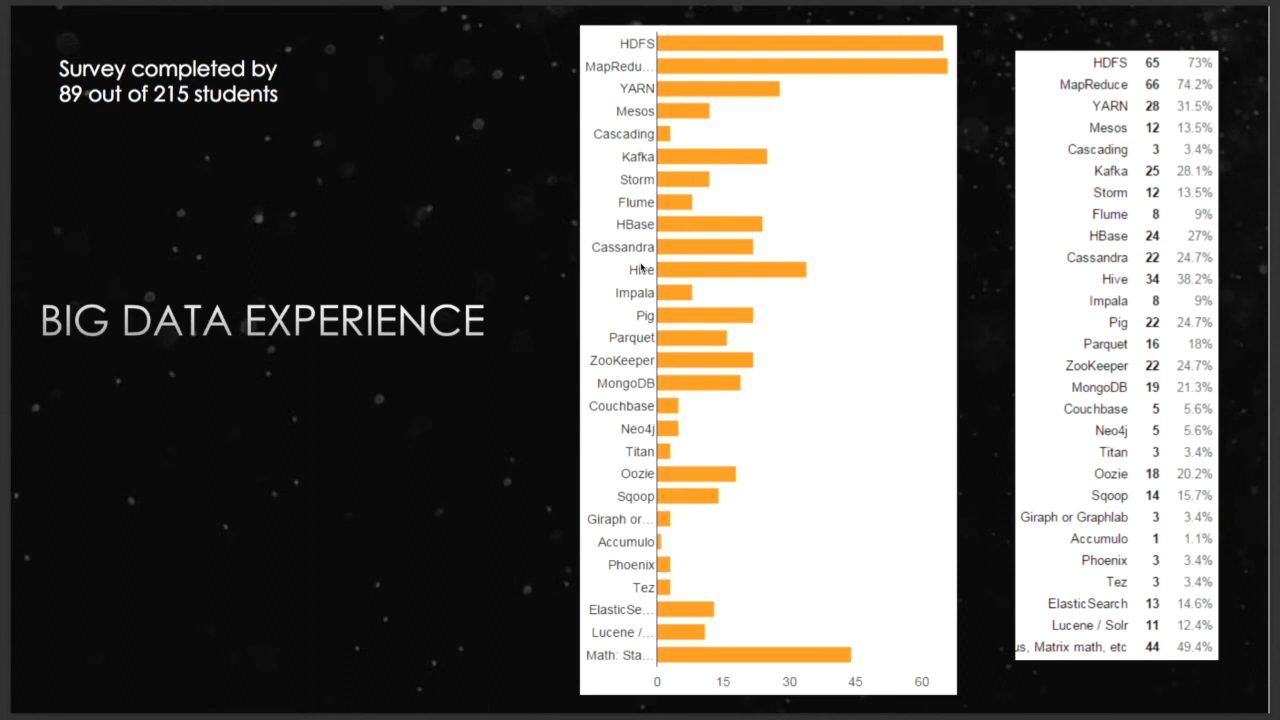 Survey completed by
89 out of 215 students
BIG DATA EXPERIENCE
HDFS
MapRedu...
YARN
Mesos
Cascading
Kafka
Storm
Flume
HBase
Cassandra
Hive
Impala
Pig
Parquet
ZooKeeper
MongoDB
Couchbase
Neo4j
Titan
Oozie
Sqoop
Giraph or...
Accumulo
Phoenix
Tez
ElasticSe...
Lucene /...
Math: Sta...
0 15 30 45 60
HDFS 65 73%
MapReduce 66 74.2%
YARN 28 31.5%
Mesos 12 13.5%
Cascading 3 3.4%
Kafka 25 28.1%
Storm 12 13.5%
Flume 8 9%
HBase 24 27%
Cassandra 22 24.7%
Hive 34 38.2%
Impala 8 9%
Pig 22 24.7%
Parquet 16 18%
ZooKeeper 22 24.7%
MongoDB 19 21.3%
Couchbase 5 5.6%
Neo4j 5 5.6%
Titan 3 3.4%
Oozie 18 20.2%
Sqoop 14 15.7%
Giraph or Graphlab 3 3.4%
Accumulo 1 1.1%
Phoenix 3 3.4%
Tez 3 3.4%
ElasticSearch 13 14.6%
Lucene / Solr 11 12.4%
us, Matrix math, etc 44 49.4%